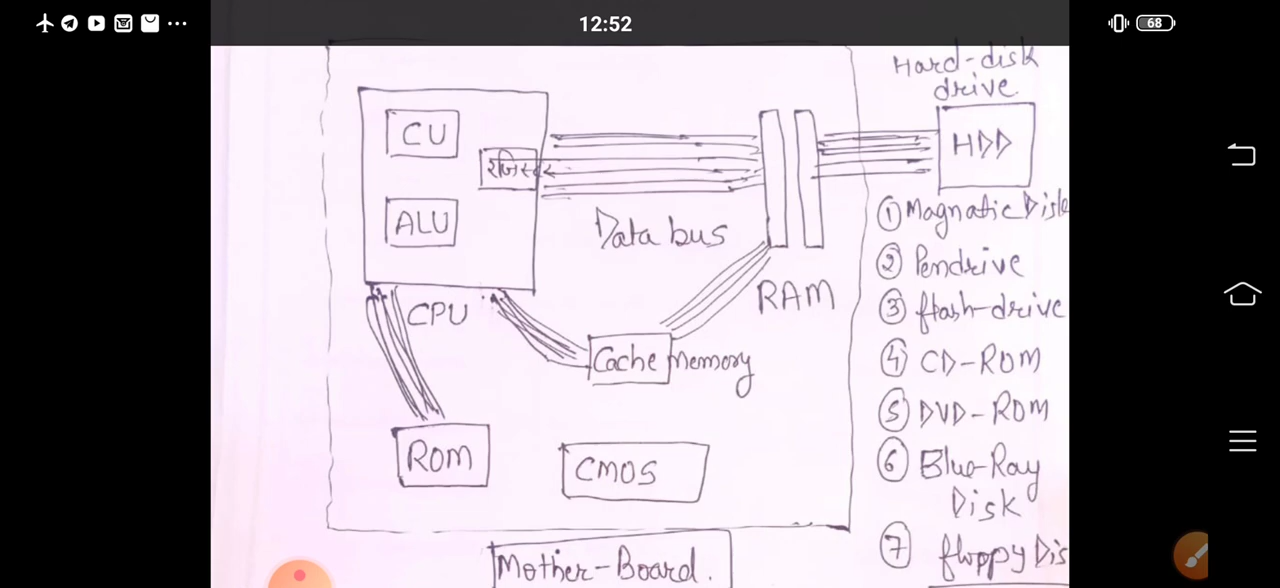 12:52
68
Hard-disk
drive
HDD
CU
रजिस्टर
ALU
Data bus
CPU
RAM
Cache Memory
ROM
CMOS
Mother-Board.
① Magnatic Disk
② Pendrive
③ flash-drive
④ CD-ROM
⑤ DVD-ROM
⑥ Blue-Ray
Disk
⑦ floppy Dis